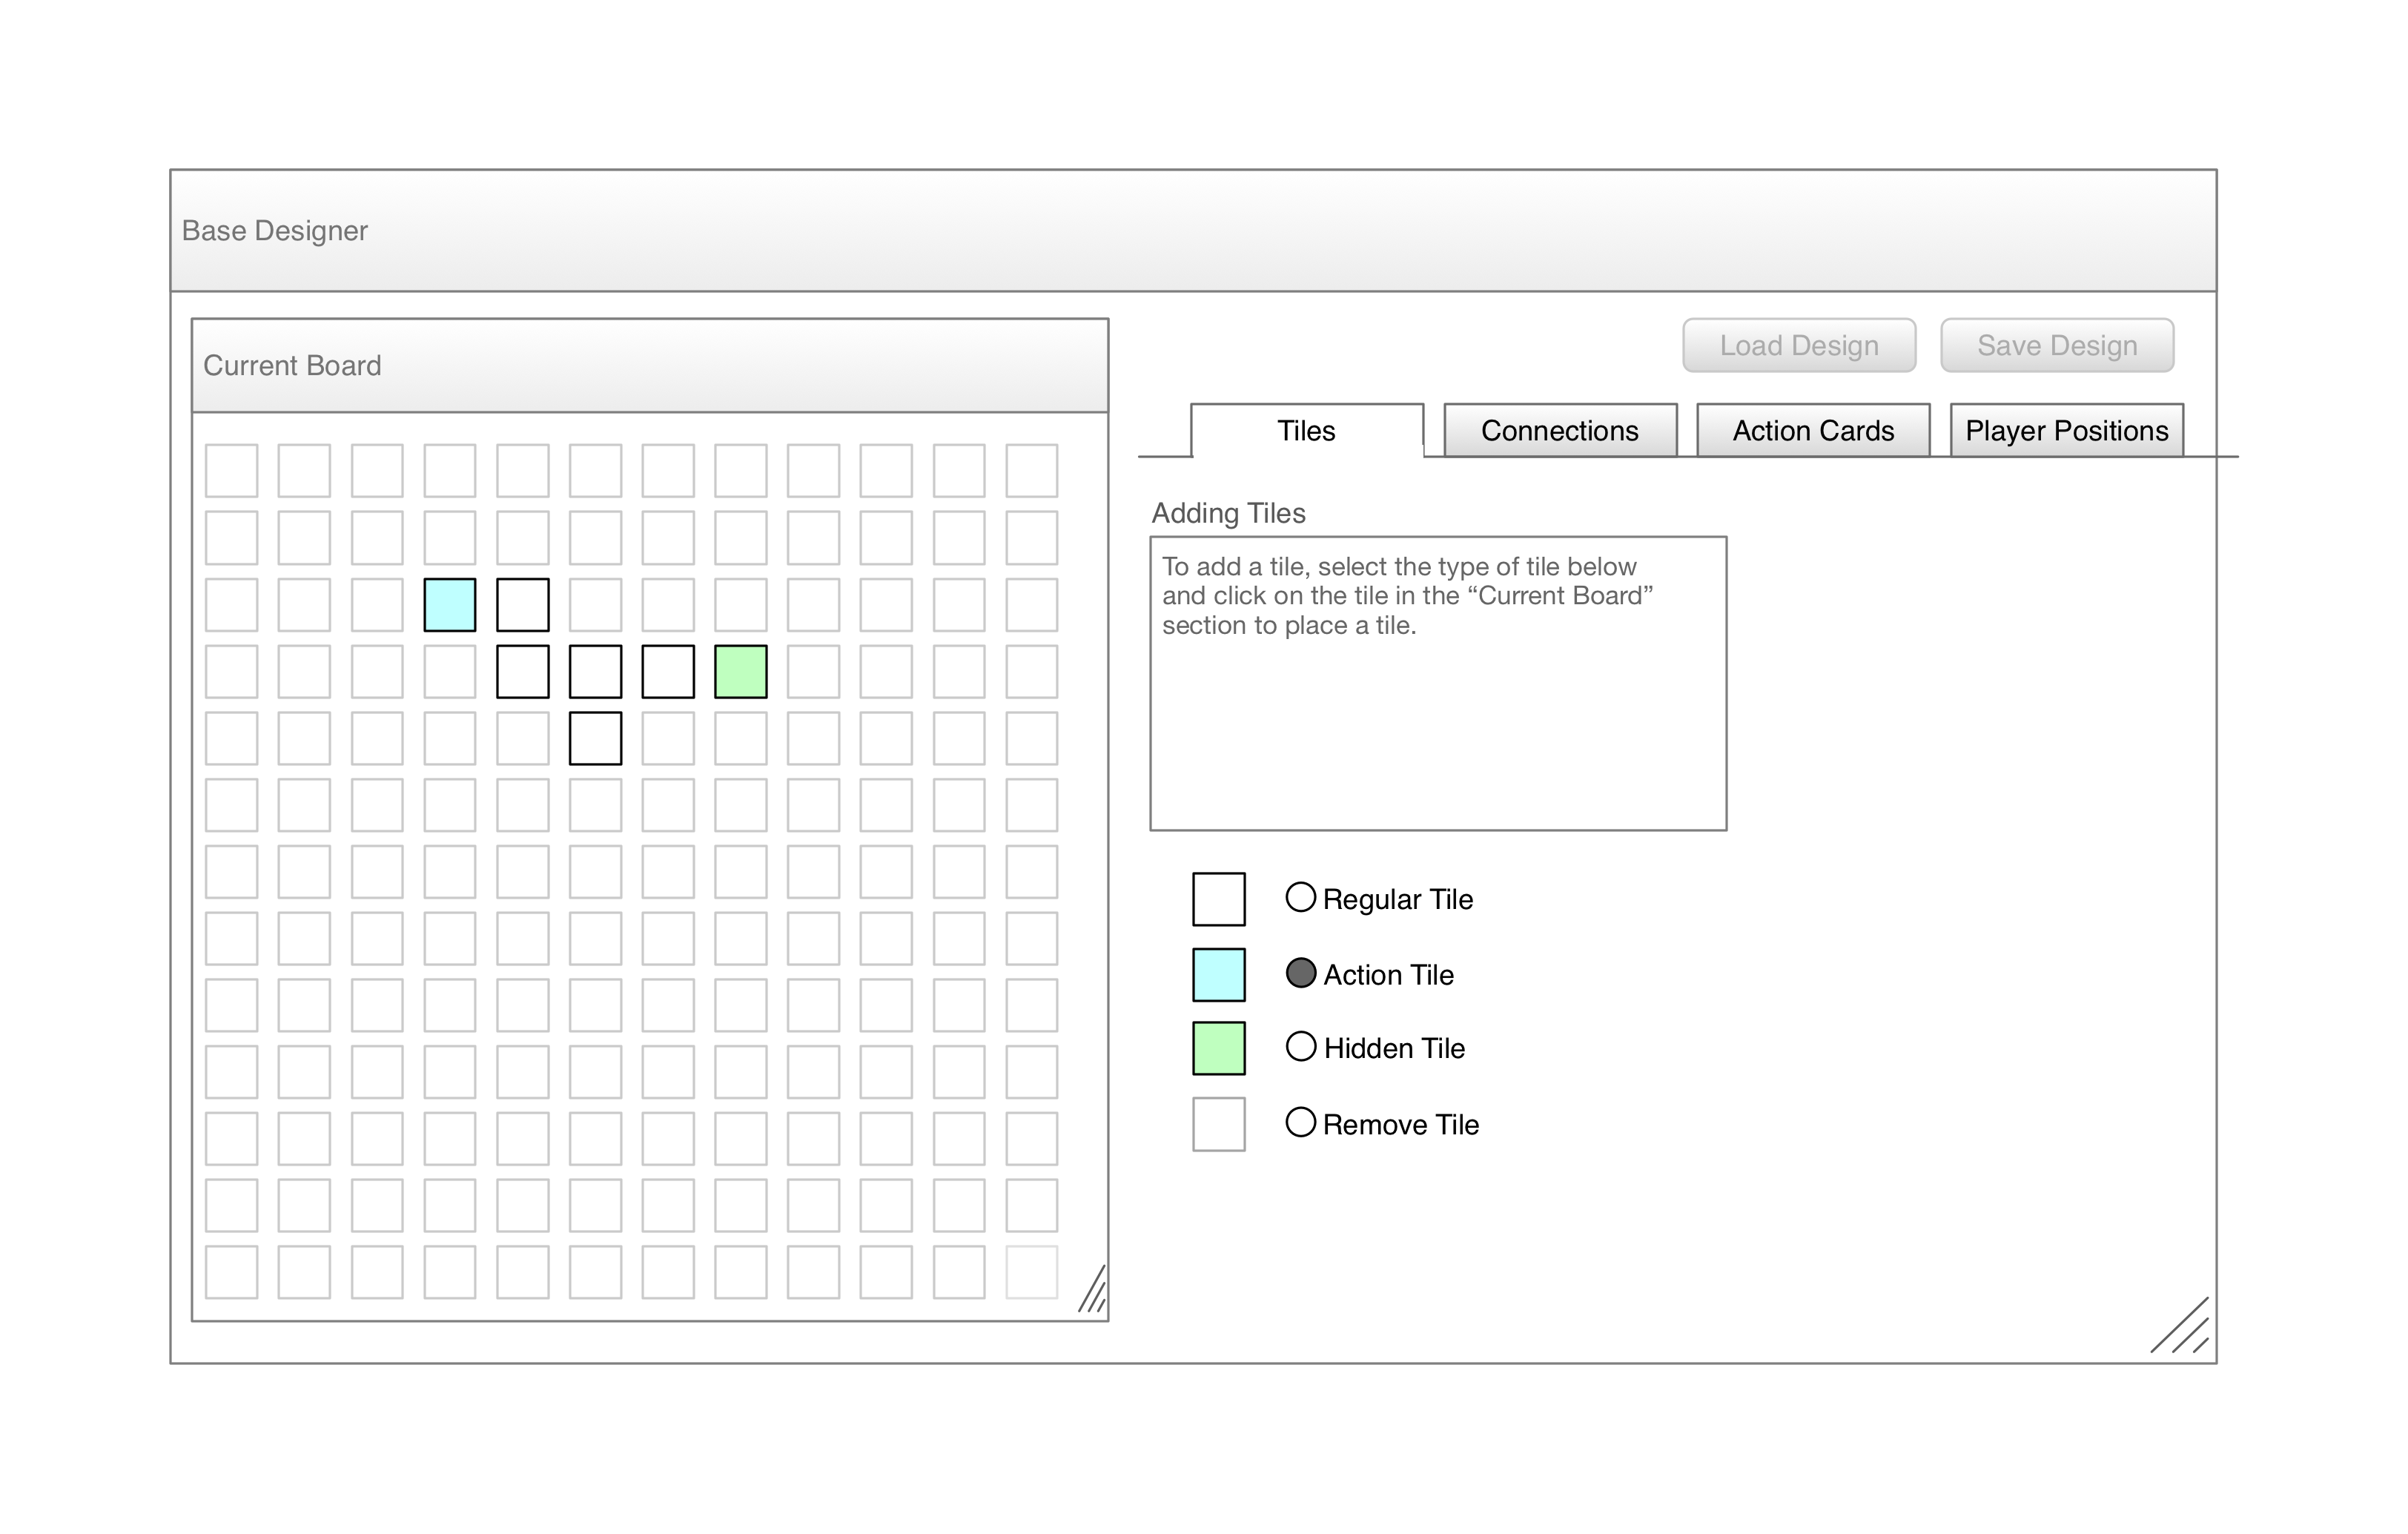 Base Designer
Current Board
Load Design
Save Design
Tiles
Connections
Action Cards
Player Positions
Adding Tiles
To add a tile, select the type of tile below
and click on the tile in the “Current Board”
section to place a tile.
Regular Tile
Action Tile
Hidden Tile
Remove Tile